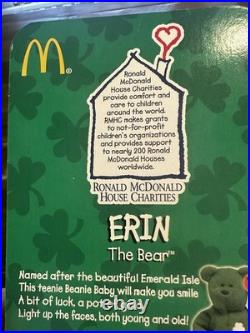 Ronald
McDonald
House Charities
provide comfort and
care to children
around the world.
RMHC makes grants
to not-for-profit
children's organizations
and provides support
to nearly 200 Ronald
McDonald Houses
worldwide.
RONALD MCDONALD
HOUSE CHARITIES
ERIN
The Bear™
Named after the beautiful Emerald Isle
This teenie Beanie Baby will make you smile
A bit of luck, a pot of
Light up the faces, both young and old!